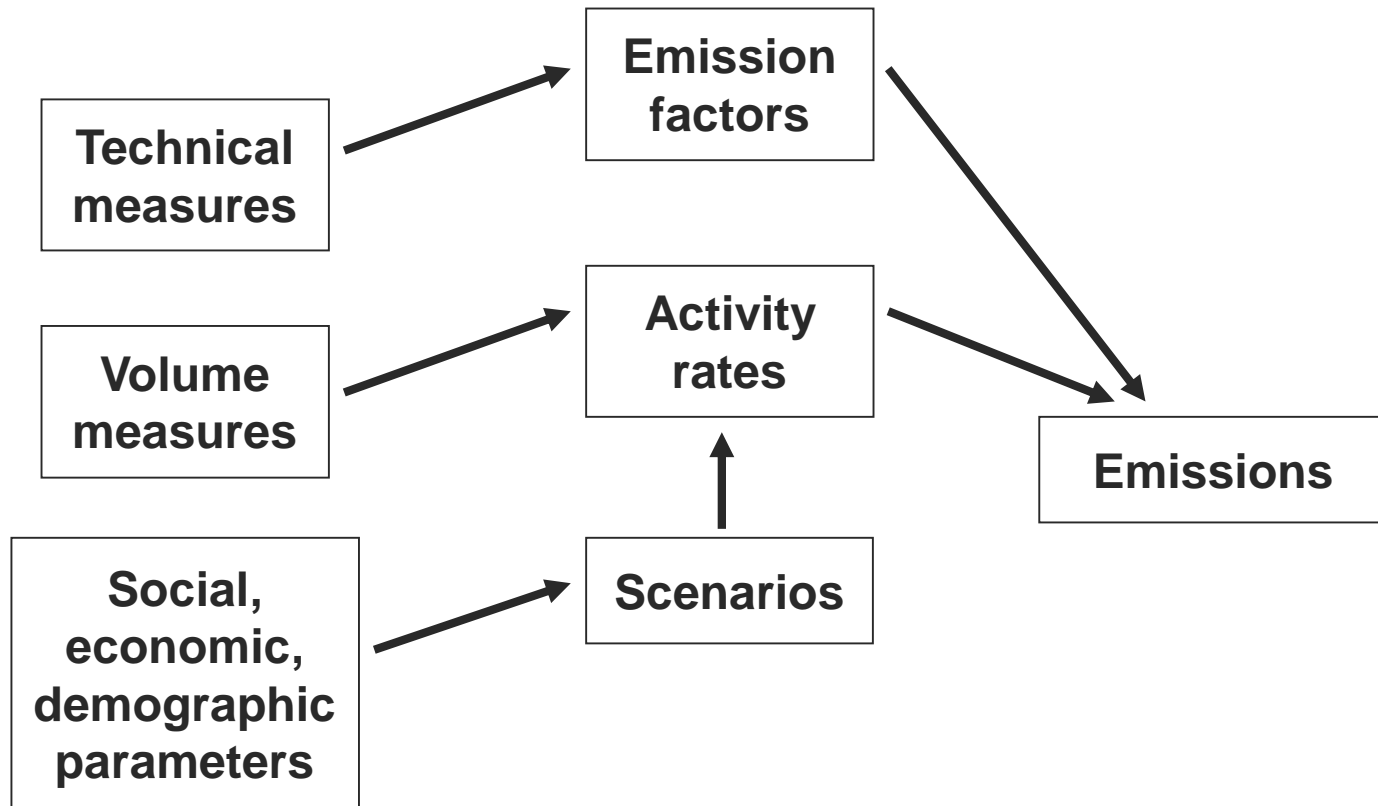 Emission
factors
Technical
measures
Activity
rates
Volume
measures
Emissions
Scenarios
Social,
economic,
demographic
parameters